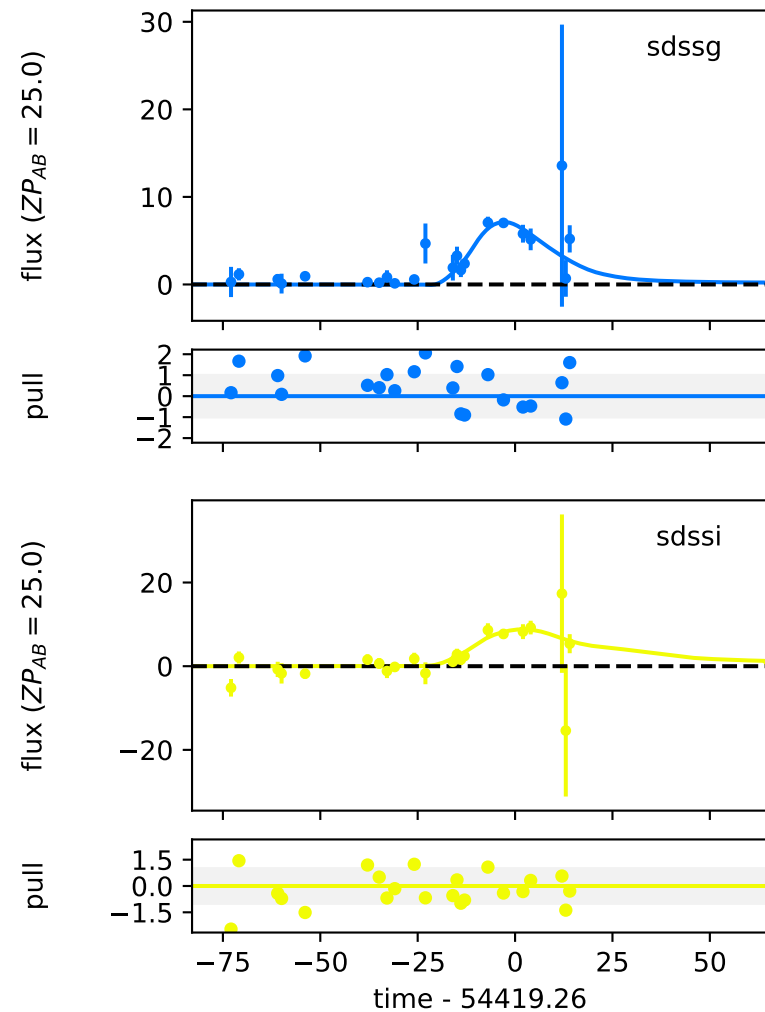 sdssg
flux (ZP_AB = 25.0)
30
20
10
0
pull
2
1
0
−1
−2
sdssi
flux (ZP_AB = 25.0)
20
0
−20
pull
1.5
0.0
−1.5
−75 −50 −25 0 25 50
time - 54419.26